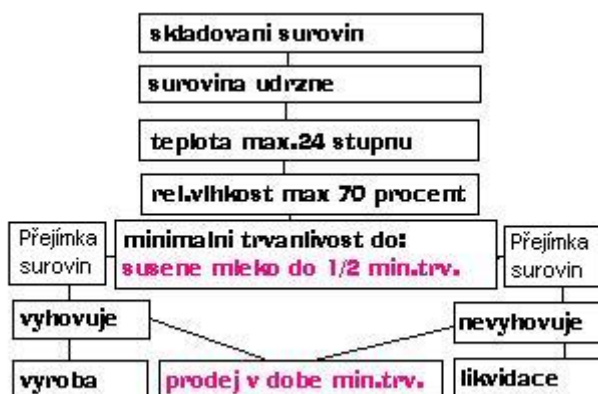 skladovani surovin
surovina udrzne
teplota max.24 stupnu
rel.vlhkost max 70 procent
Přejímka
surovin
minimalni trvanlivost do:
susene mleko do 1/2 min.trv.
Přejímka
surovin
vyhovuje
nevyhovuje
vyroba
prodej v dobe min.trv.
likvidace